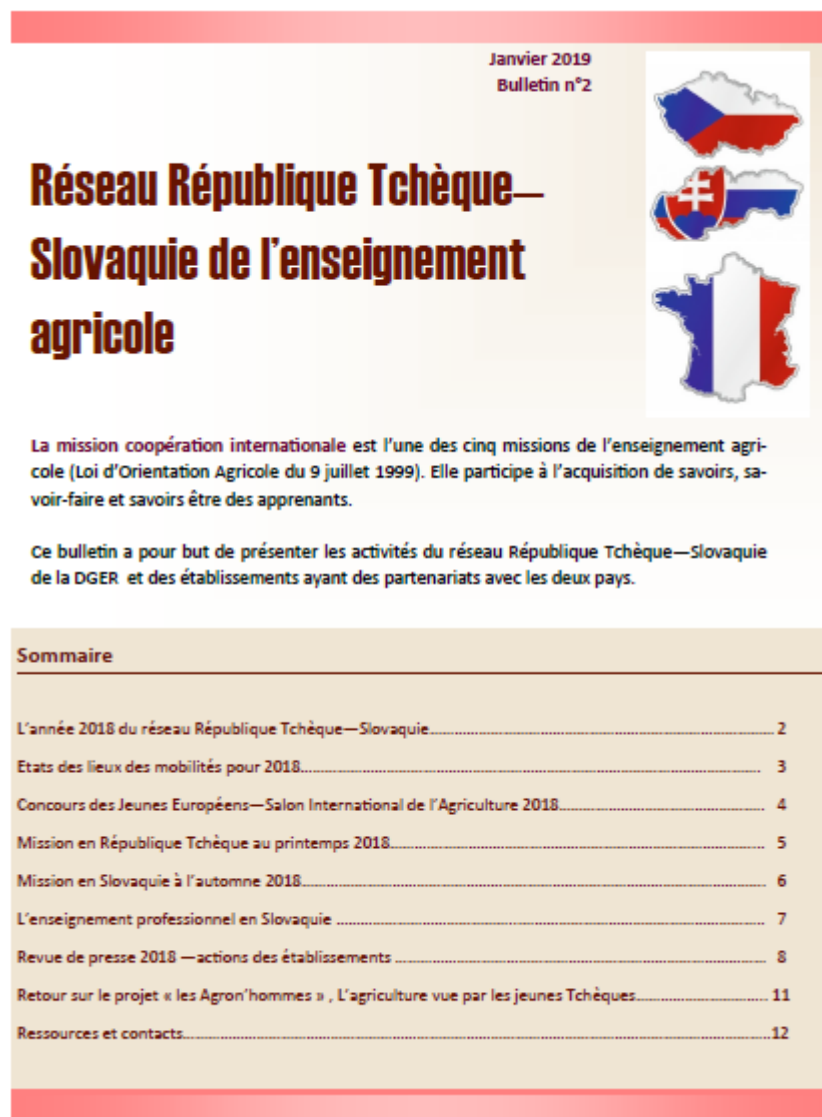 Janvier 2019
Bulletin n°2
Réseau République Tchèque—
Slovaquie de l'enseignement
agricole
La mission coopération internationale est l'une des cinq missions de l'enseignement agri-
cole (Loi d'Orientation Agricole du 9 juillet 1999). Elle participe à l'acquisition de savoirs, sa-
voir-faire et savoirs être des apprenants.
Ce bulletin a pour but de présenter les activités du réseau République Tchèque—Slovaquie
de la DGER et des établissements ayant des partenariats avec les deux pays.
Sommaire
L'année 2018 du réseau République Tchèque—Slovaquie 2
Etats des lieux des mobilités pour 2018 3
Concours des Jeunes Européens—Salon International de l'Agriculture 2018 4
Mission en République Tchèque au printemps 2018 5
Mission en Slovaquie à l'automne 2018 6
L'enseignement professionnel en Slovaquie 7
Revue de presse 2018 —actions des établissements 8
Retour sur le projet « les Agron'hommes » , L'agriculture vue par les jeunes Tchèques 11
Ressources et contacts 12